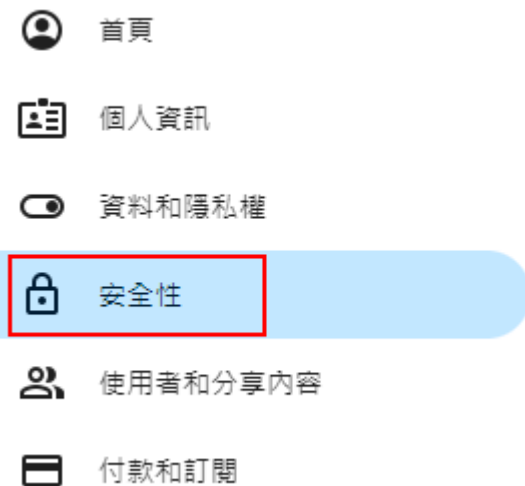 首頁
個人資訊
資料和隱私權
安全性
使用者和分享內容
付款和訂閱